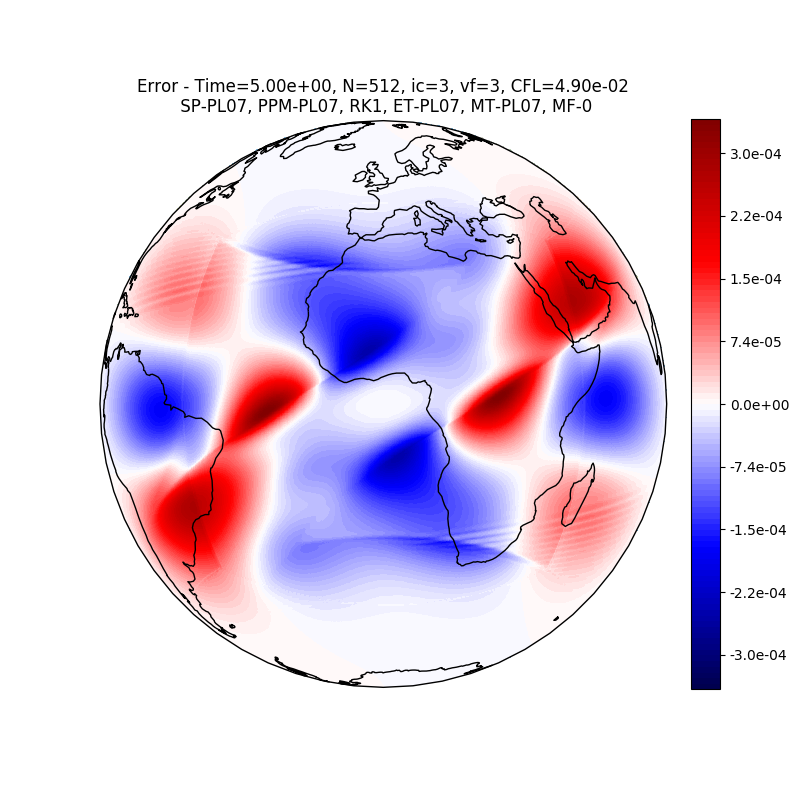 Error - Time=5.00e+00, N=512, ic=3, vf=3, CFL=4.90e-02
SP-PL07, PPM-PL07, RK1, ET-PL07, MT-PL07, MF-0
3.0e-04
2.2e-04
1.5e-04
7.4e-05
0.0e+00
-7.4e-05
-1.5e-04
-2.2e-04
-3.0e-04